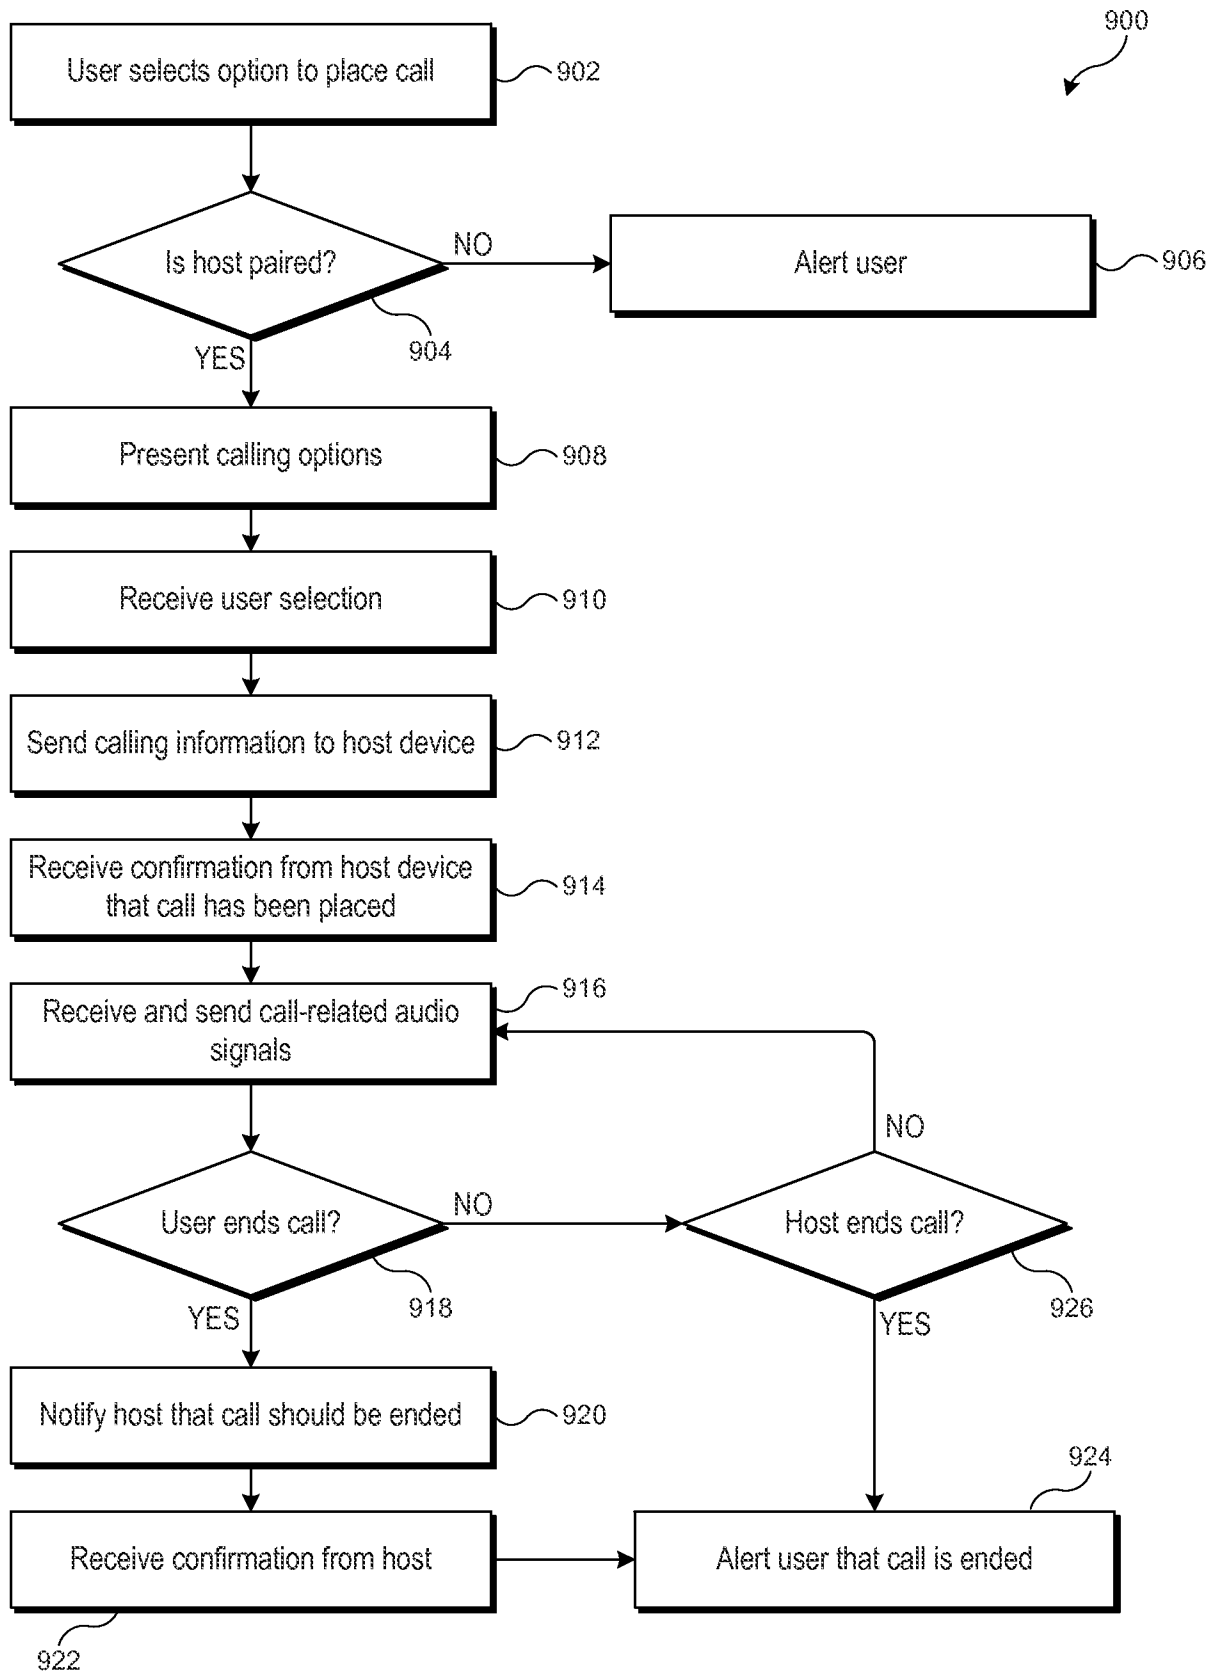 900
User selects option to place call
902
Is host paired?
904
NO
Alert user
906
YES
Present calling options
908
Receive user selection
910
Send calling information to host device
912
Receive confirmation from host device
that call has been placed
914
Receive and send call-related audio
signals
916
User ends call?
918
NO
Host ends call?
926
NO
YES
YES
Notify host that call should be ended
920
Receive confirmation from host
922
Alert user that call is ended
924